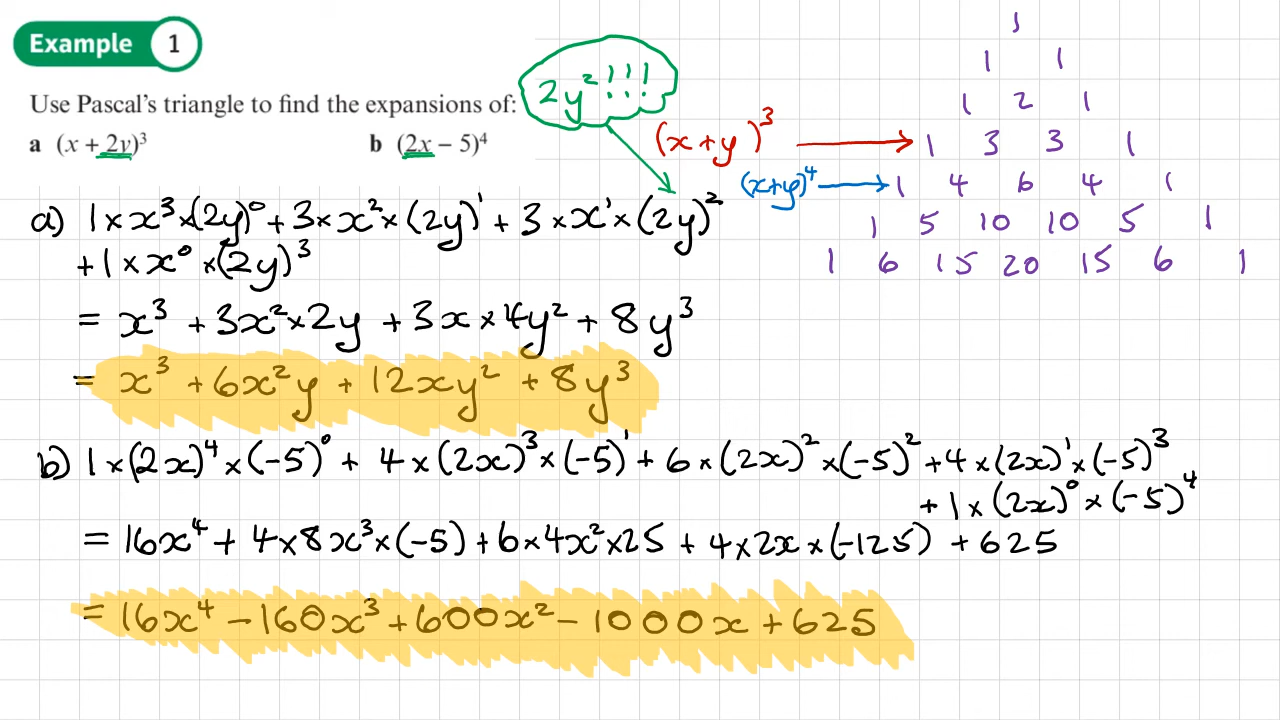 Example 1
Use Pascal's triangle to find the expansions of:
a (x + 2y)³
b (2x – 5)⁴
2y²!!!
(x+y)³ →
(x+y)⁴ →
1
1 1
1 2 1
1 3 3 1
1 4 6 4 1
1 5 10 10 5 1
1 6 15 20 15 6 1
a) 1×x³×(2y)⁰ + 3×x²×(2y)¹ + 3×x¹×(2y)²
+1×x⁰×(2y)³
= x³ + 3x²×2y + 3x×4y² + 8y³
= x³ + 6x²y + 12xy² + 8y³
b) 1×(2x)⁴×(-5)⁰ + 4×(2x)³×(-5)¹ + 6×(2x)²×(-5)² + 4×(2x)¹×(-5)³
+ 1×(2x)⁰×(-5)⁴
= 16x⁴ + 4×8x³×(-5) + 6×4x²×25 + 4×2x×(-125) + 625
= 16x⁴ - 160x³ + 600x² - 1000x + 625